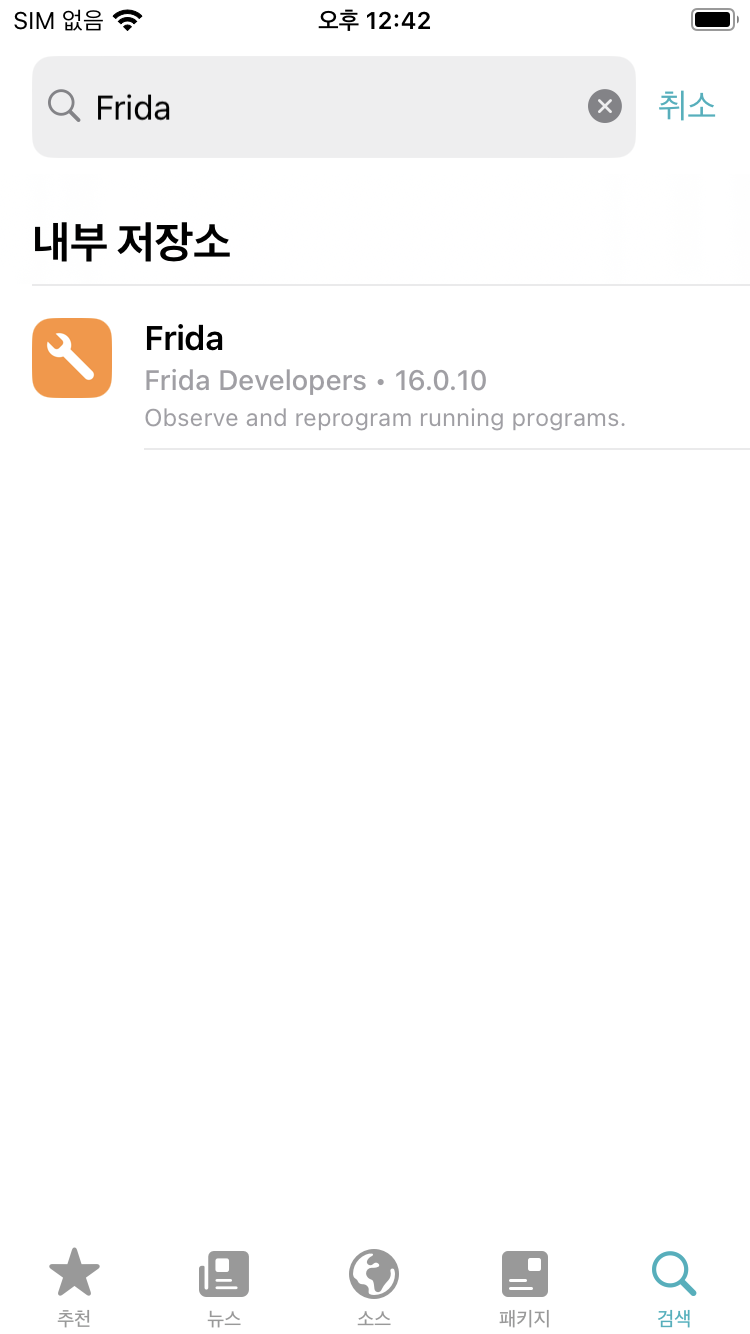 SIM 없음 오후 12:42
Frida 취소
내부 저장소
Frida
Frida Developers • 16.0.10
Observe and reprogram running programs.
추천 뉴스 소스 패키지 검색